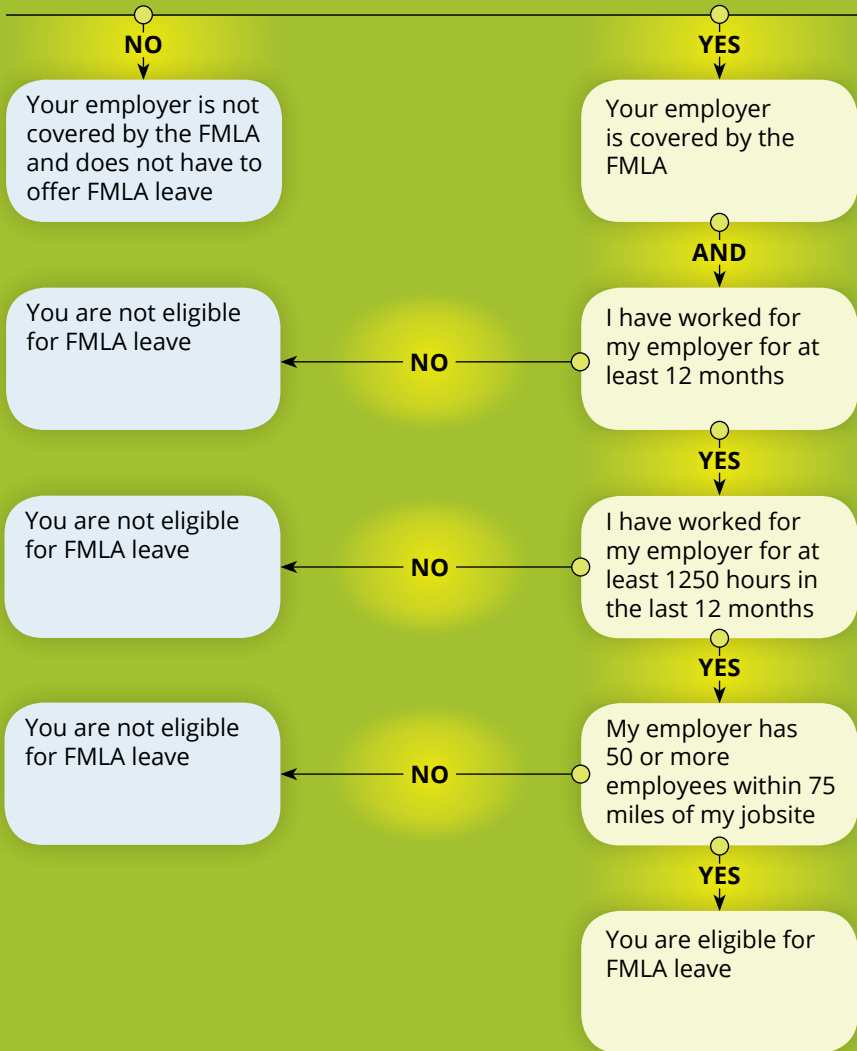 NO
YES
Your employer is not
covered by the FMLA
and does not have to
offer FMLA leave
Your employer
is covered by the
FMLA
AND
You are not eligible
for FMLA leave
NO
I have worked for
my employer for at
least 12 months
YES
You are not eligible
for FMLA leave
NO
I have worked for
my employer for at
least 1250 hours in
the last 12 months
YES
You are not eligible
for FMLA leave
NO
My employer has
50 or more
employees within 75
miles of my jobsite
YES
You are eligible for
FMLA leave